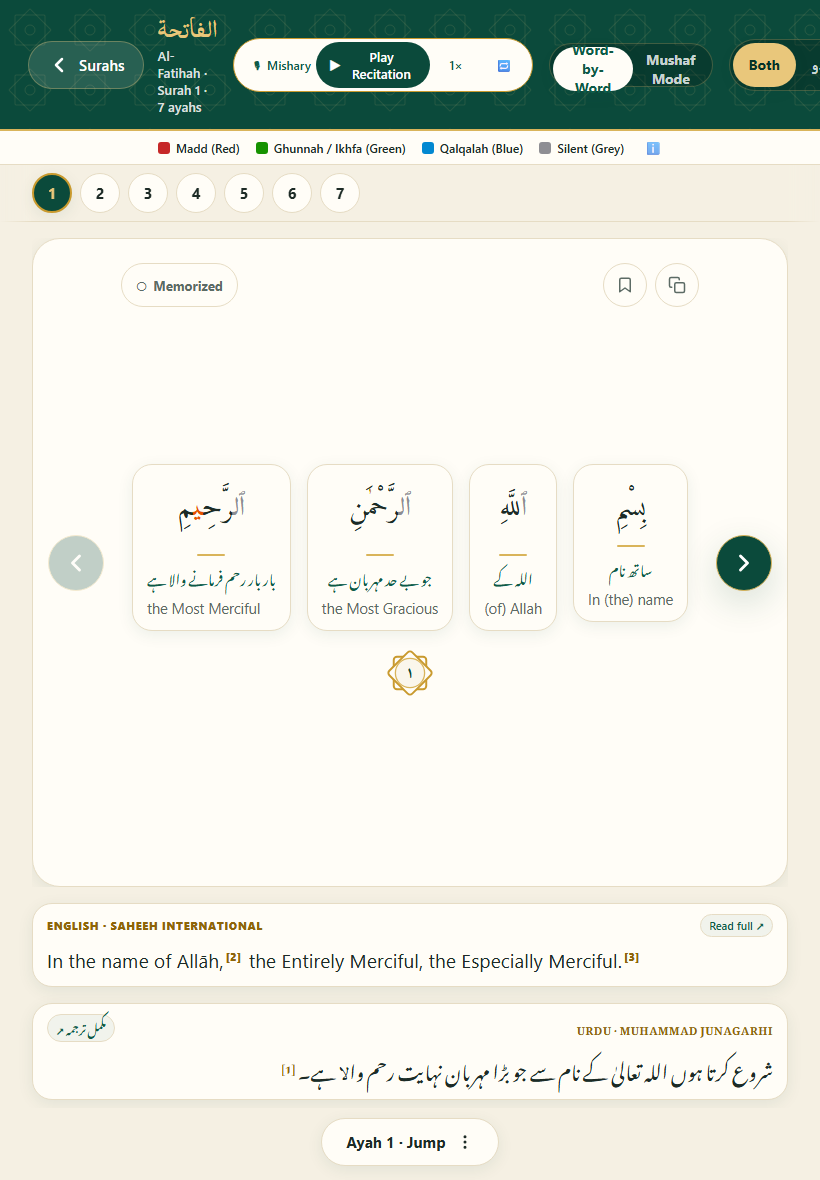 Surahs
الفاتحة
Al-
Fatihah ·
Surah 1 ·
7 ayahs
Mishary
Play
Recitation
1×
Word-
by-
Word
Mushaf
Mode
Both
Madd (Red)
Ghunnah / Ikhfa (Green)
Qalqalah (Blue)
Silent (Grey)
1 2 3 4 5 6 7
Memorized
بِسْمِ
ساتھ نام
In (the) name
ٱللَّهِ
اللہ کے
(of) Allah
ٱلرَّحْمَٰنِ
جو بے حد مہربان ہے
the Most Gracious
ٱلرَّحِيمِ
بار بار رحم فرمانے والا ہے
the Most Merciful
١
ENGLISH · SAHEEH INTERNATIONAL
Read full ↗
In the name of Allāh,[2] the Entirely Merciful, the Especially Merciful.[3]
URDU · MUHAMMAD JUNAGARHI
مکمل ترجمہ ↗
شروع کرتا ہوں اللہ تعالیٰ کے نام سے جو بڑا مہربان نہایت رحم والا ہے۔ [1]
Ayah 1 · Jump